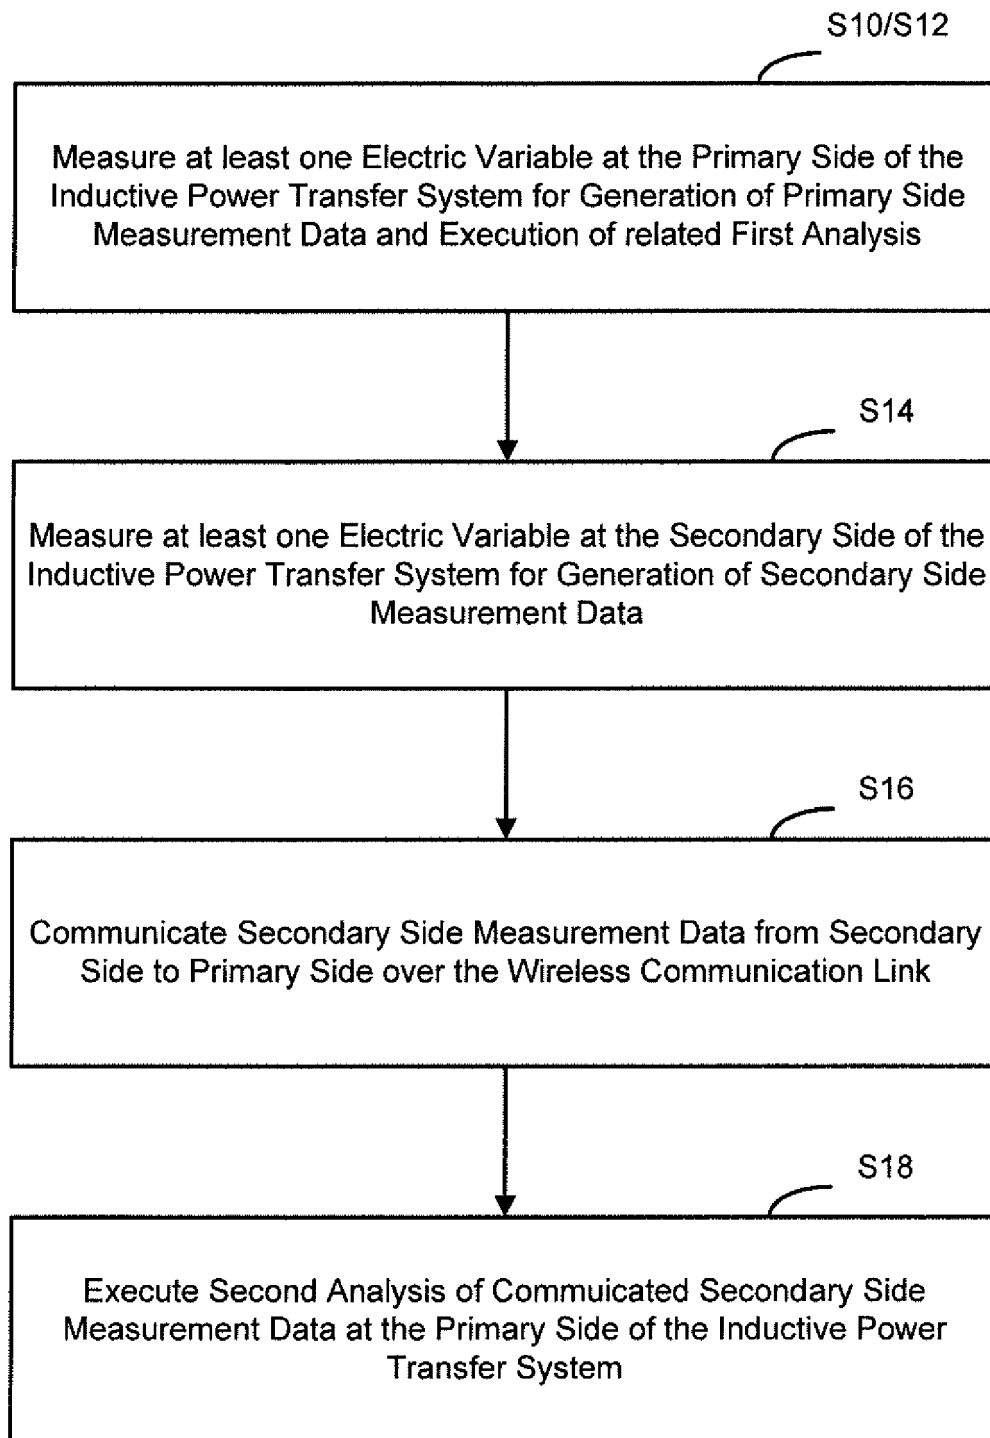 S10/S12
Measure at least one Electric Variable at the Primary Side of the
Inductive Power Transfer System for Generation of Primary Side
Measurement Data and Execution of related First Analysis
S14
Measure at least one Electric Variable at the Secondary Side of the
Inductive Power Transfer System for Generation of Secondary Side
Measurement Data
S16
Communicate Secondary Side Measurement Data from Secondary
Side to Primary Side over the Wireless Communication Link
S18
Execute Second Analysis of Commuicated Secondary Side
Measurement Data at the Primary Side of the Inductive Power
Transfer System